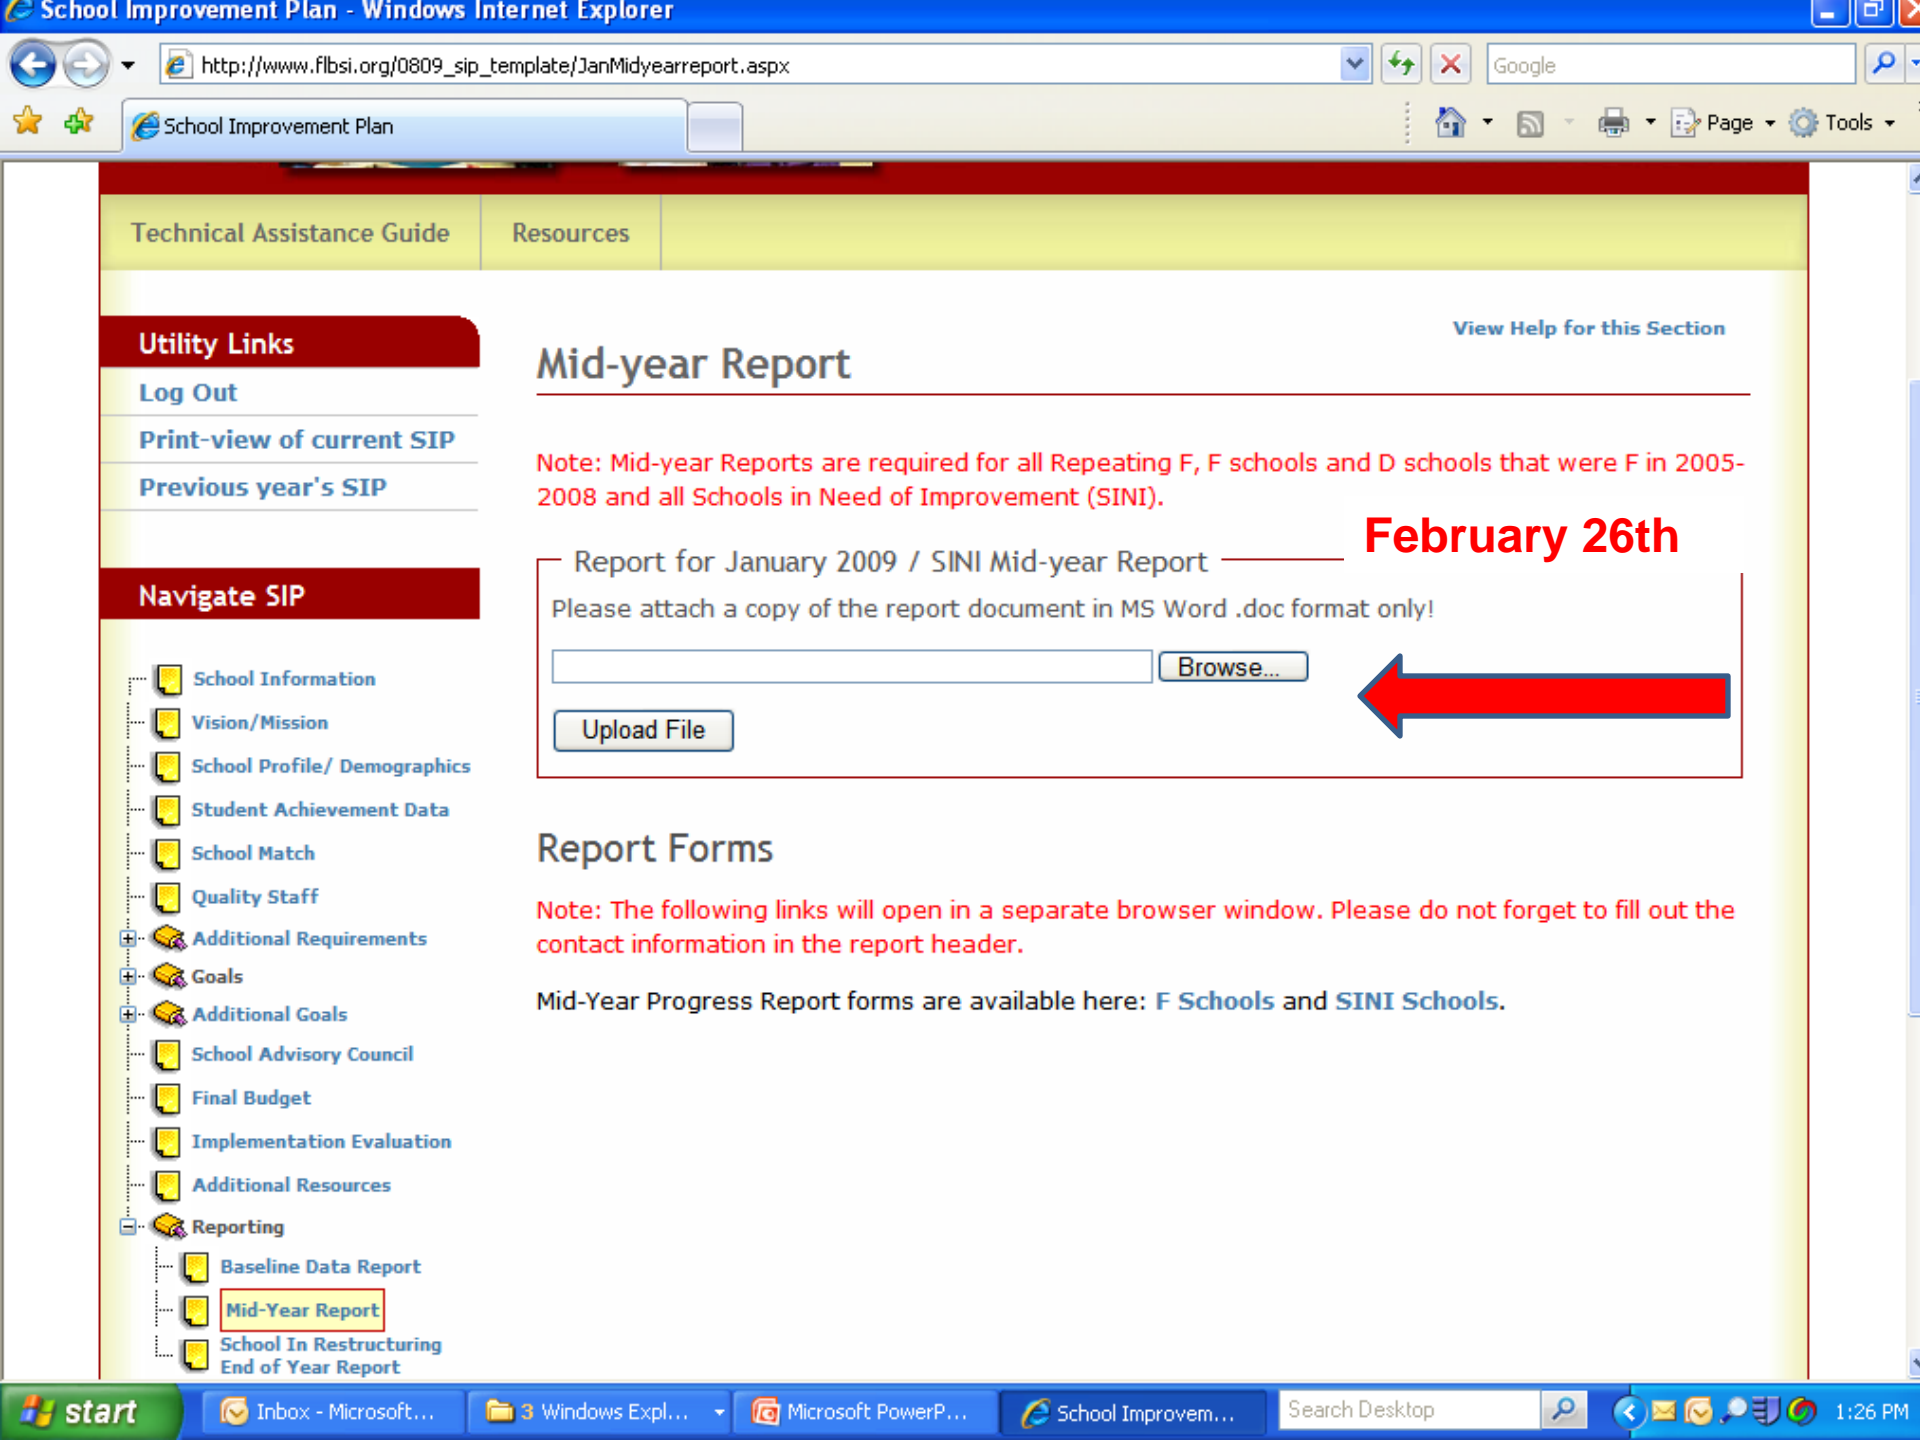 School Improvement Plan - Windows Internet Explorer
http://www.flbsi.org/0809_sip_template/JanMidyearreport.aspx
Google
School Improvement Plan
Page
Tools
Technical Assistance Guide
Resources
Utility Links
Log Out
Print-view of current SIP
Previous year's SIP
Navigate SIP
School Information
Vision/Mission
School Profile/ Demographics
Student Achievement Data
School Match
Quality Staff
Additional Requirements
Goals
Additional Goals
School Advisory Council
Final Budget
Implementation Evaluation
Additional Resources
Reporting
Baseline Data Report
Mid-Year Report
School In Restructuring
End of Year Report
View Help for this Section
Mid-year Report
Note: Mid-year Reports are required for all Repeating F, F schools and D schools that were F in 2005-
2008 and all Schools in Need of Improvement (SINI).
February 26th
Report for January 2009 / SINI Mid-year Report
Please attach a copy of the report document in MS Word .doc format only!
Browse...
Upload File
Report Forms
Note: The following links will open in a separate browser window. Please do not forget to fill out the
contact information in the report header.
Mid-Year Progress Report forms are available here: F Schools and SINI Schools.
start
Inbox - Microsoft...
3 Windows Expl...
Microsoft PowerP...
School Improvem...
Search Desktop
1:26 PM